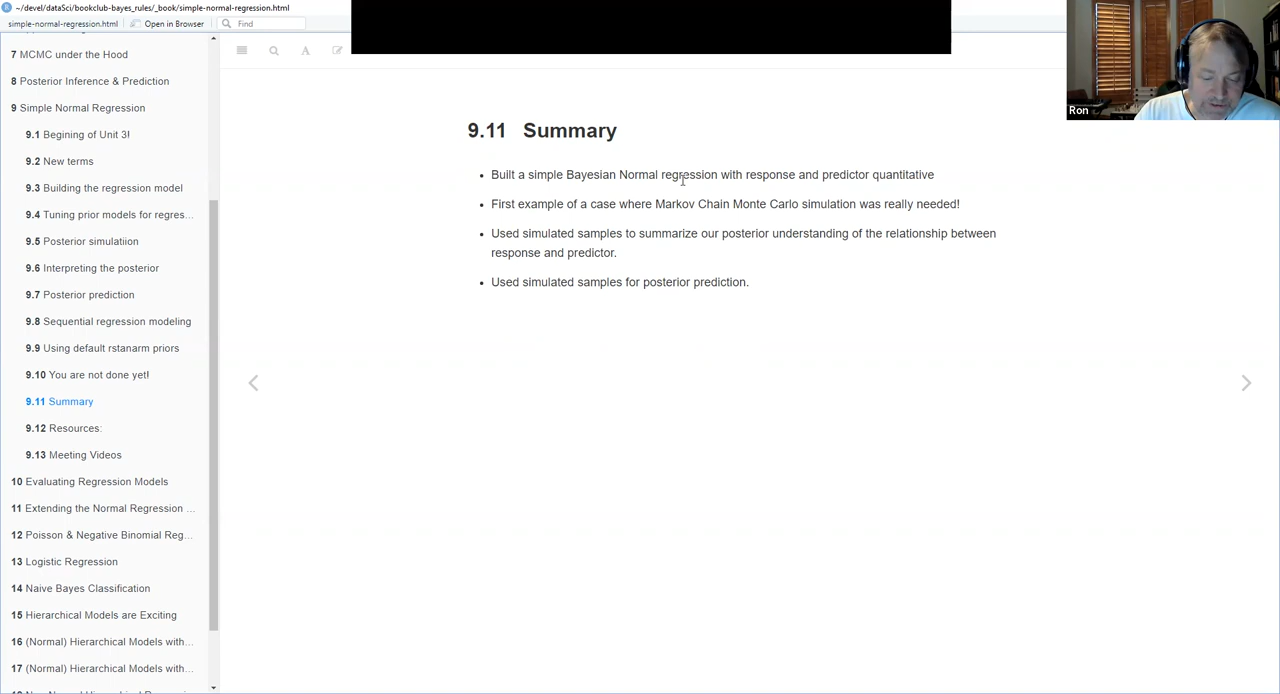 ~/devel/dataSci/bookclub-bayes_rules/_book/simple-normal-regression.html
simple-normal-regression.html
Open in Browser
Find
7 MCMC under the Hood
8 Posterior Inference & Prediction
9 Simple Normal Regression
9.1 Begining of Unit 3!
9.2 New terms
9.3 Building the regression model
9.4 Tuning prior models for regres...
9.5 Posterior simulatiion
9.6 Interpreting the posterior
9.7 Posterior prediction
9.8 Sequential regression modeling
9.9 Using default rstanarm priors
9.10 You are not done yet!
9.11 Summary
9.12 Resources:
9.13 Meeting Videos
10 Evaluating Regression Models
11 Extending the Normal Regression ...
12 Poisson & Negative Binomial Reg...
13 Logistic Regression
14 Naive Bayes Classification
15 Hierarchical Models are Exciting
16 (Normal) Hierarchical Models with...
17 (Normal) Hierarchical Models with...
A
9.11 Summary
• Built a simple Bayesian Normal regression with response and predictor quantitative
• First example of a case where Markov Chain Monte Carlo simulation was really needed!
• Used simulated samples to summarize our posterior understanding of the relationship between
response and predictor.
• Used simulated samples for posterior prediction.
Ron